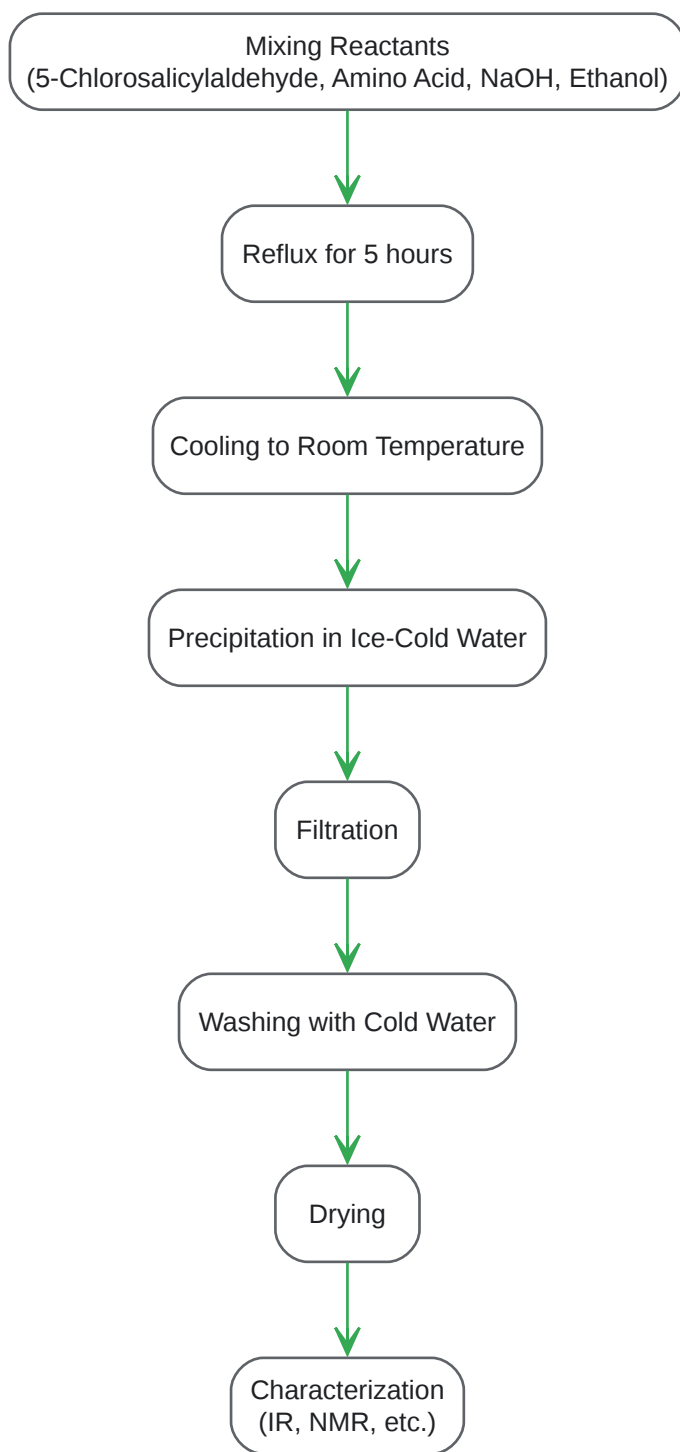 Mixing Reactants
(5-Chlorosalicylaldehyde, Amino Acid, NaOH, Ethanol)
Reflux for 5 hours
Cooling to Room Temperature
Precipitation in Ice-Cold Water
Filtration
Washing with Cold Water
Drying
Characterization
(IR, NMR, etc.)